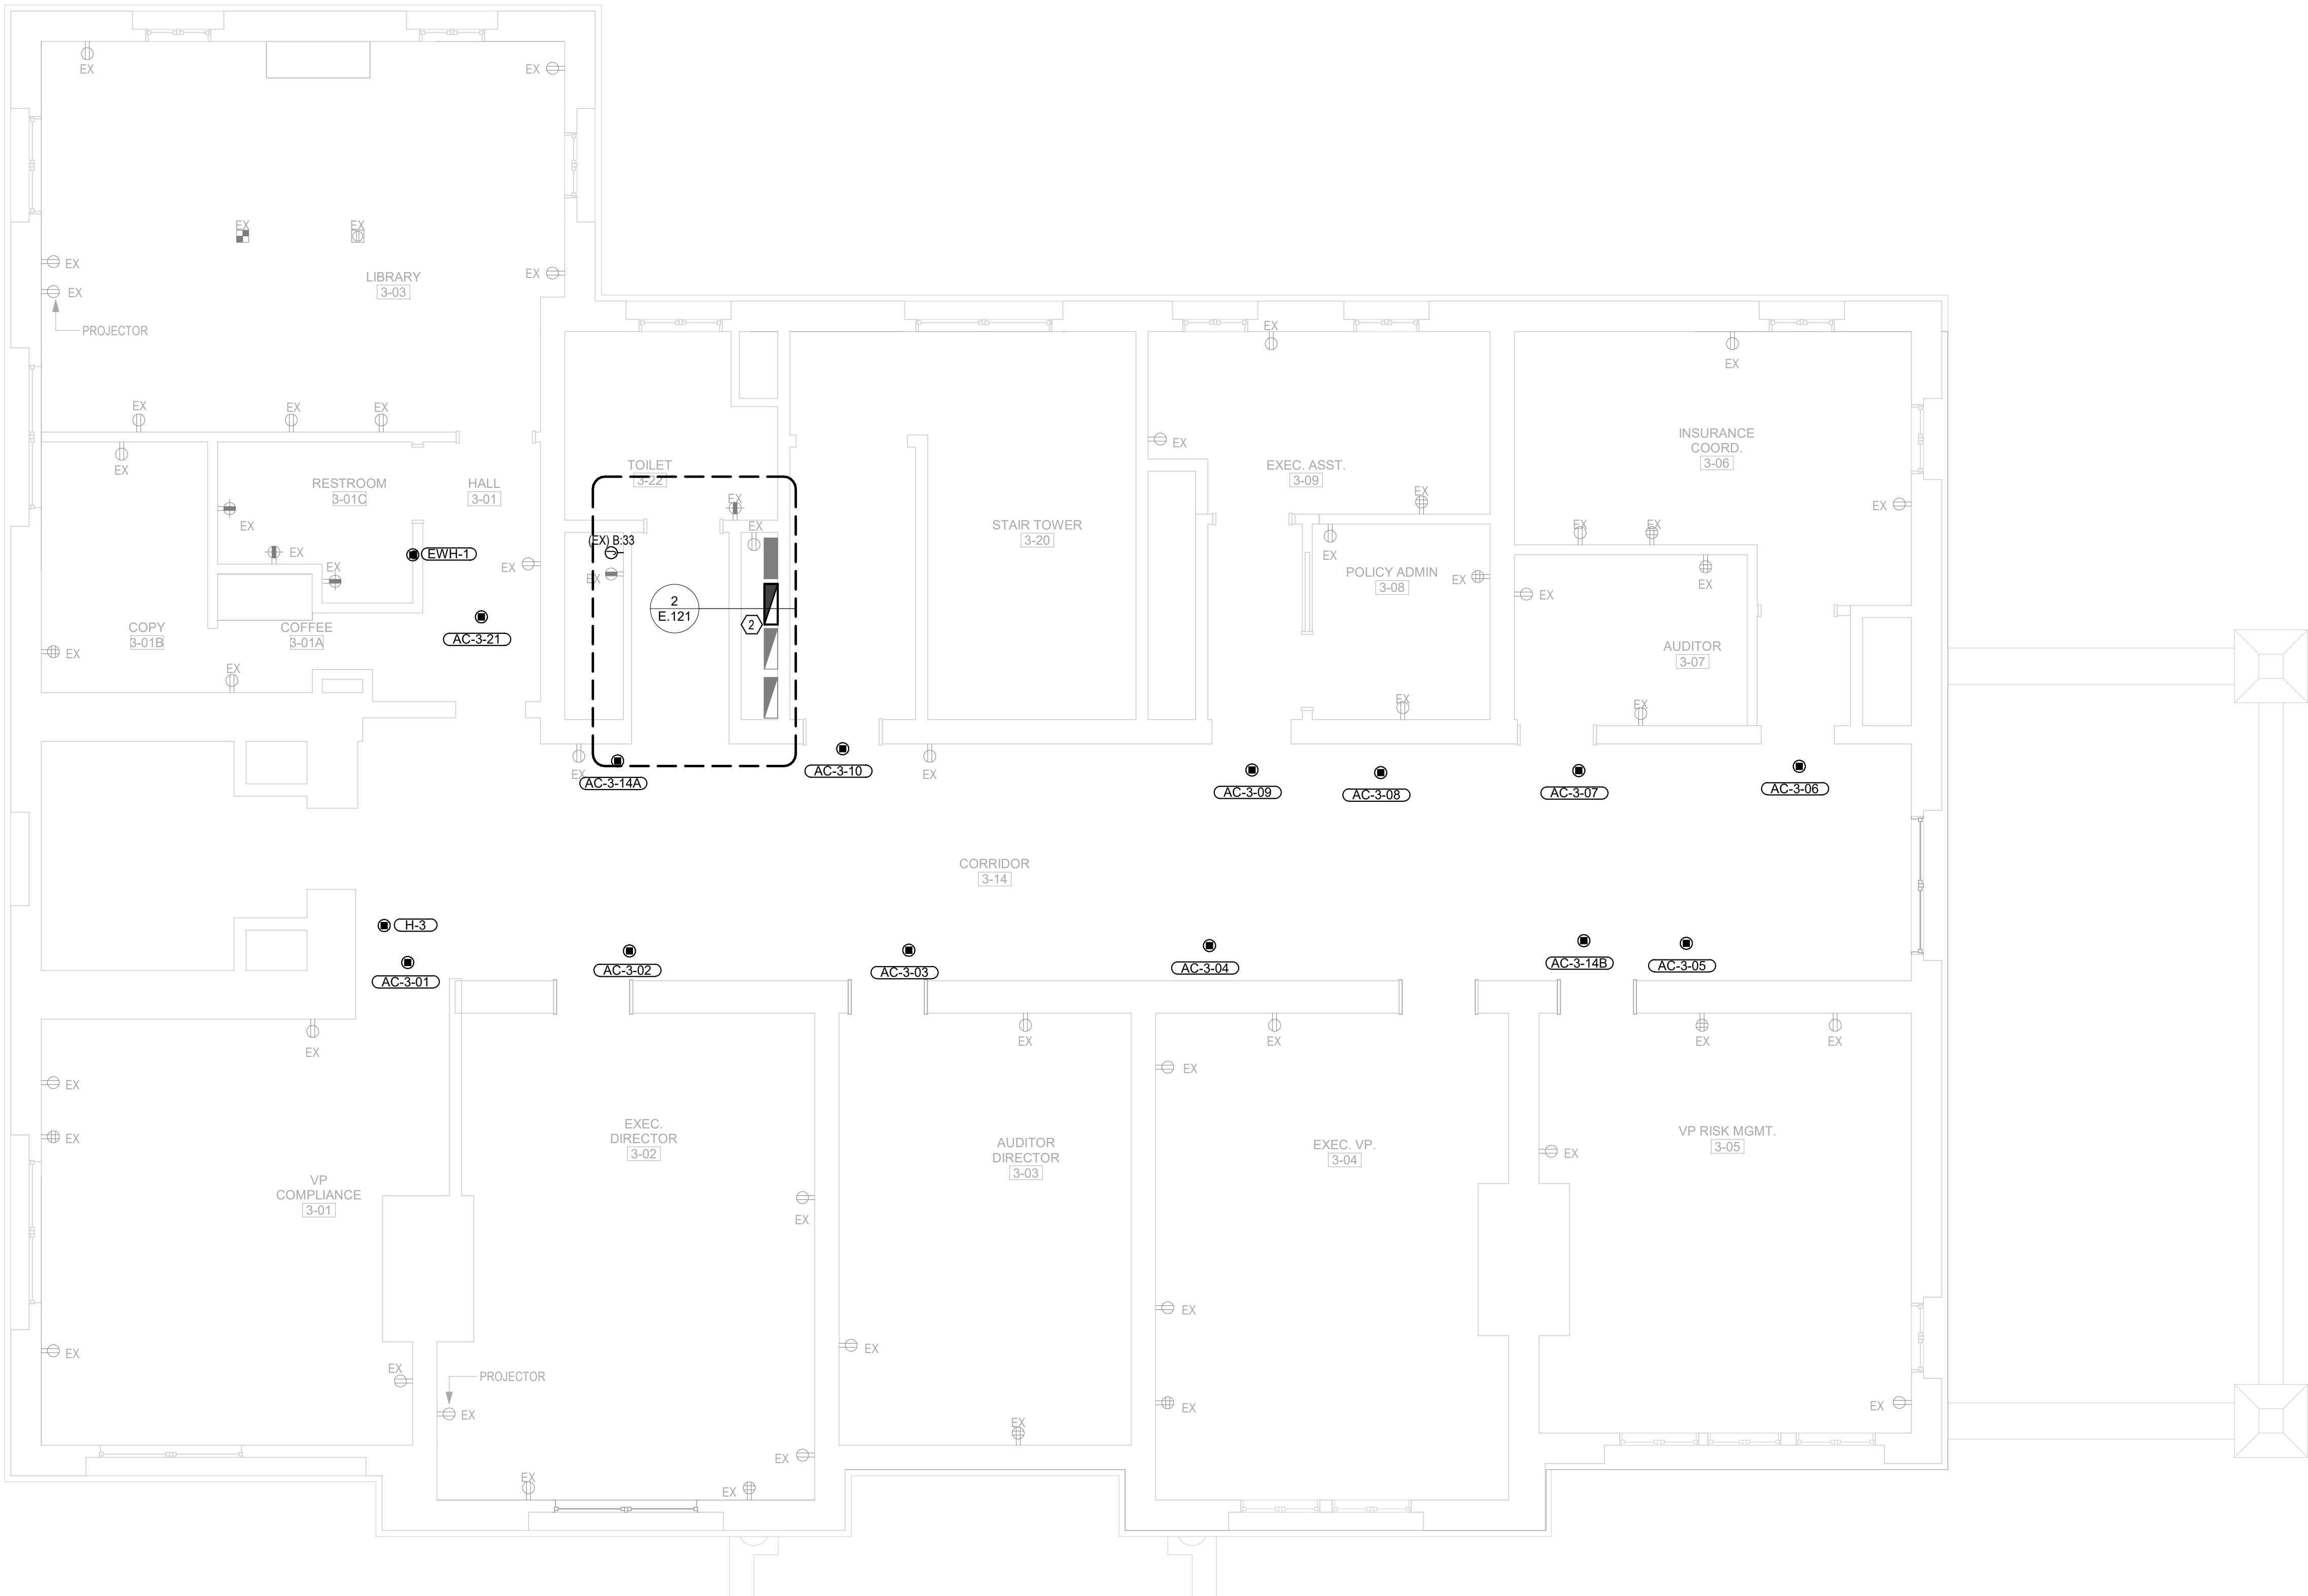 EX
EX
EX
EX
LIBRARY
3-03
EX
EX
EX
PROJECTOR
EX
EX
EX
EX
EX
EX
EX
EX
EX
INSURANCE
COORD.
3-06
TOILET
3-22
EXEC. ASST.
3-09
RESTROOM
3-01C
HALL
3-01
EX
EX
EX
EX
STAIR TOWER
3-20
EX
EX
EX
EX
(EX) B:33
EX
EWH-1
EX
EX
EX
EX
EX
POLICY ADMIN
3-08
EX
EX
EX
2
E.121
2
COPY
3-01B
COFFEE
3-01A
AC-3-21
AUDITOR
3-07
EX
EX
EX
EX
EX
AC-3-14A
AC-3-10
EX
AC-3-09
AC-3-08
AC-3-07
AC-3-06
CORRIDOR
3-14
H-3
AC-3-01
AC-3-02
AC-3-03
AC-3-04
AC-3-14B
AC-3-05
EX
EX
EX
EX
EX
EX
EX
EXEC.
DIRECTOR
3-02
AUDITOR
DIRECTOR
3-03
EXEC. VP.
3-04
VP RISK MGMT.
3-05
EX
EX
VP
COMPLIANCE
3-01
EX
EX
EX
EX
EX
PROJECTOR
EX
EX
EX
EX
EX
EX
EX